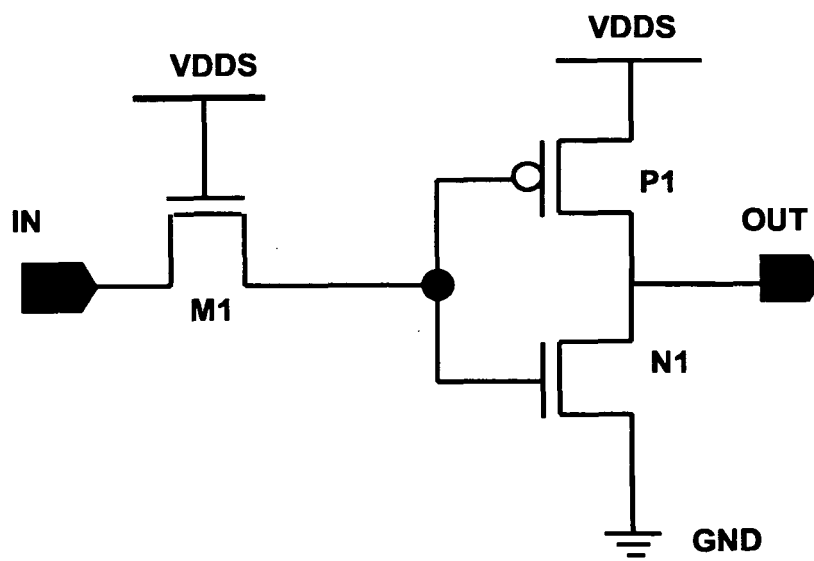 VDDS
VDDS
P1
IN
OUT
M1
N1
GND